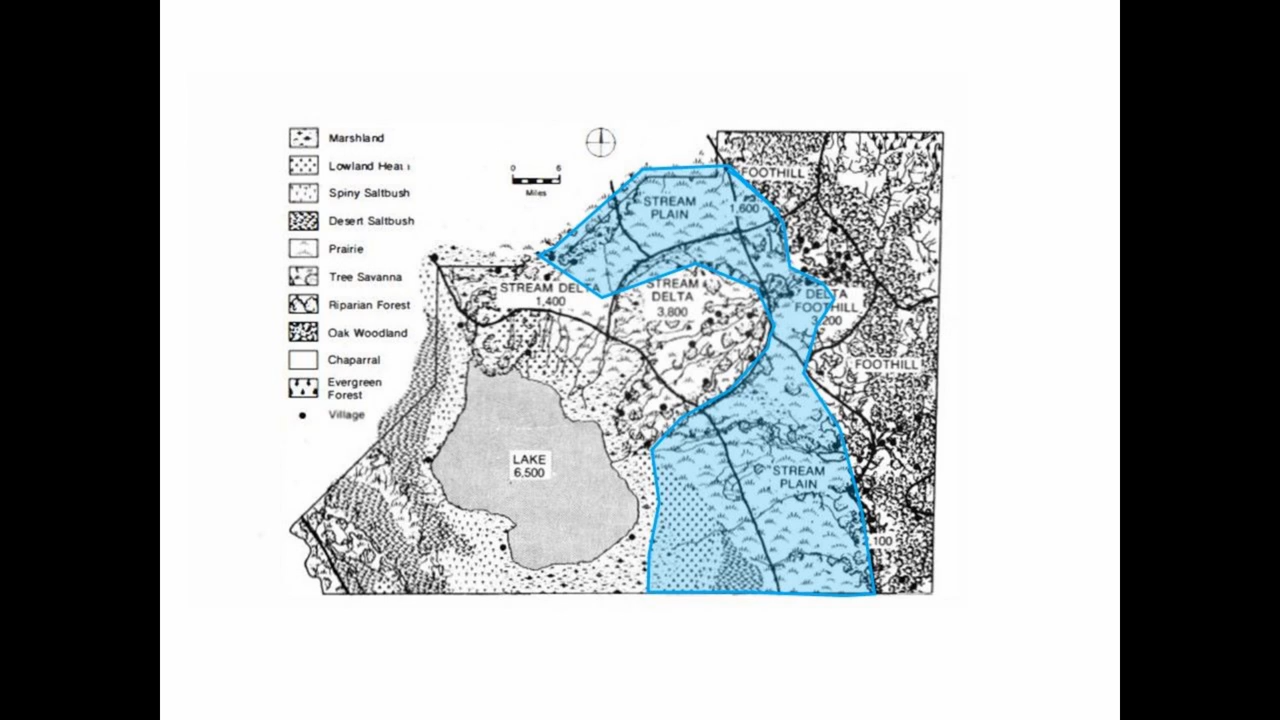 Marshland
Lowland
Spiny Saltbush
Desert Saltbush
Prairie
Tree Savanna
Riparian Forest
Oak Woodland
Chaparral
Evergreen
Forest
Village
0 6
Miles
FOOTHILL
STREAM
PLAIN
1,600
STREAM DELTA
1,400
STREAM
DELTA
3,800
DELTA
FOOTHILL
FOOTHILL
LAKE
6,500
STREAM
PLAIN
100